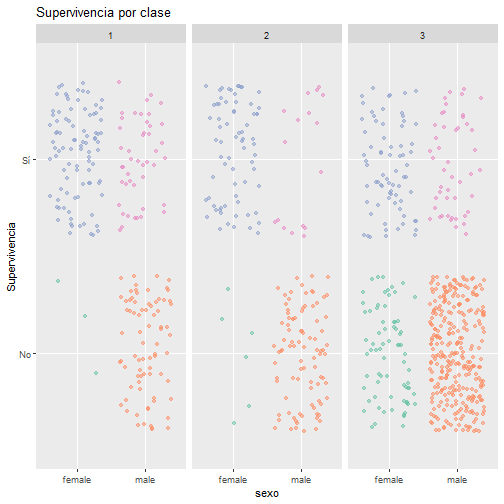 Supervivencia por clase
1
2
3
Supervivencia
Sí
No
female
male
female
male
female
male
sexo